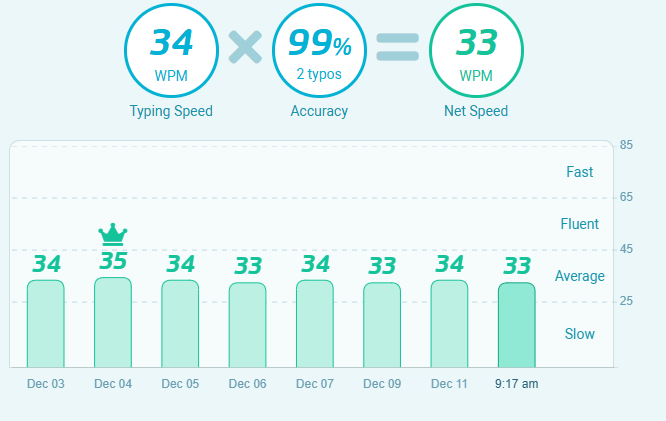 34
WPM
Typing Speed
99%
2 typos
Accuracy
33
WPM
Net Speed
85
Fast
65
Fluent
45
Average
25
Slow
34
35
34
33
34
33
34
33
Dec 03
Dec 04
Dec 05
Dec 06
Dec 07
Dec 09
Dec 11
9:17 am